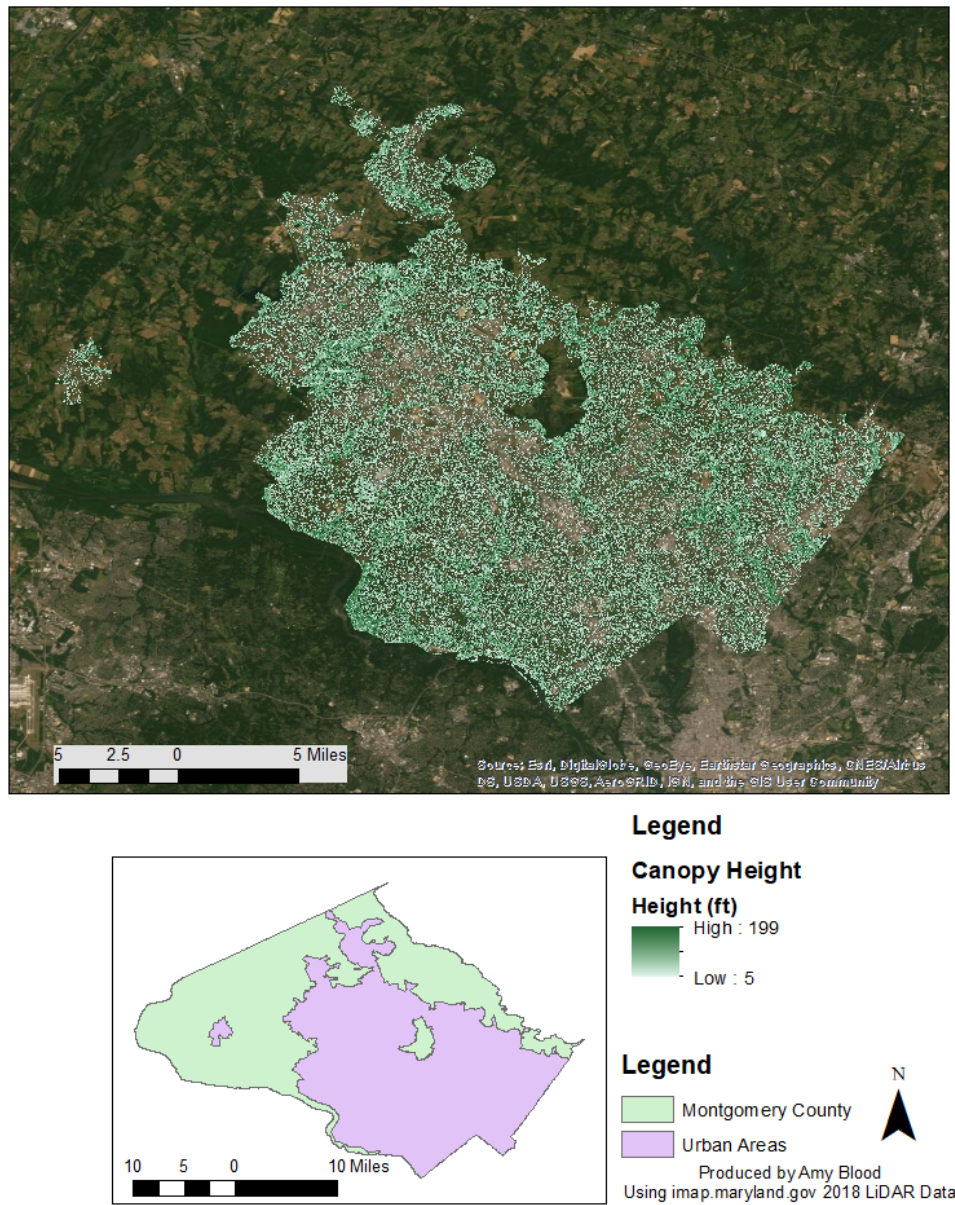 5 2.5 0 5 Miles
Source: Esri, DigitalGlobe, GeoEye, Earthstar Geographics, CNES/Airbus
DS, USDA, USGS, AeroGRID, IGN, and the GIS User Community
Legend
Canopy Height
Height (ft)
High : 199
Low : 5
10 5 0 10 Miles
Legend
N
Montgomery County
Urban Areas
Produced by Amy Blood
Using imap.maryland.gov 2018 LiDAR Data